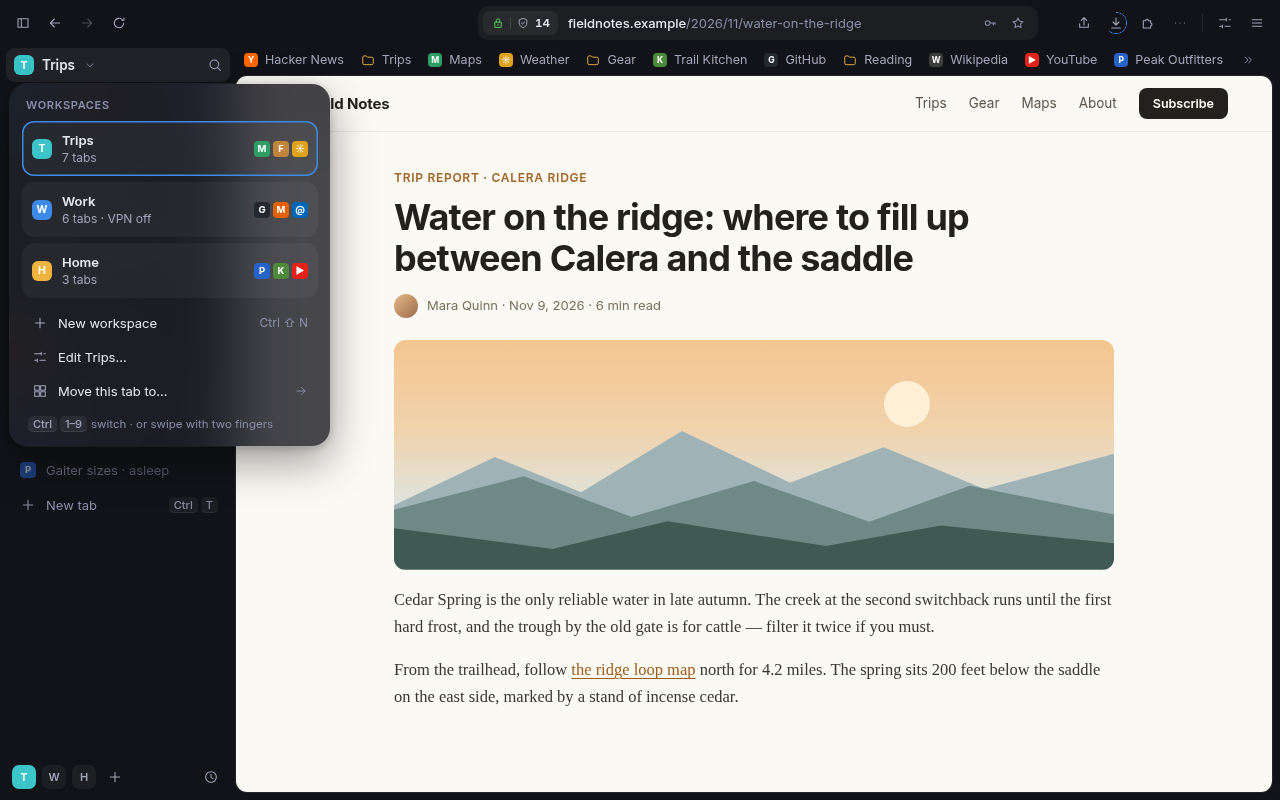 14
fieldnotes.example/2026/11/water-on-the-ridge
T Trips
Y Hacker News
Trips
M Maps
Weather
Gear
K Trail Kitchen
G GitHub
Reading
W Wikipedia
YouTube
P Peak Outfitters
WORKSPACES
T Trips
7 tabs
M F
W Work
6 tabs · VPN off
G M @
H Home
3 tabs
P K
New workspace Ctrl ⇧ N
Edit Trips...
Move this tab to...
Ctrl 1–9 switch · or swipe with two fingers
P Gaiter sizes · asleep
New tab Ctrl T
T W H
ld Notes
Trips Gear Maps About Subscribe
TRIP REPORT · CALERA RIDGE
Water on the ridge: where to fill up
between Calera and the saddle
Mara Quinn · Nov 9, 2026 · 6 min read
Cedar Spring is the only reliable water in late autumn. The creek at the second switchback runs until the first
hard frost, and the trough by the old gate is for cattle — filter it twice if you must.
From the trailhead, follow the ridge loop map north for 4.2 miles. The spring sits 200 feet below the saddle
on the east side, marked by a stand of incense cedar.